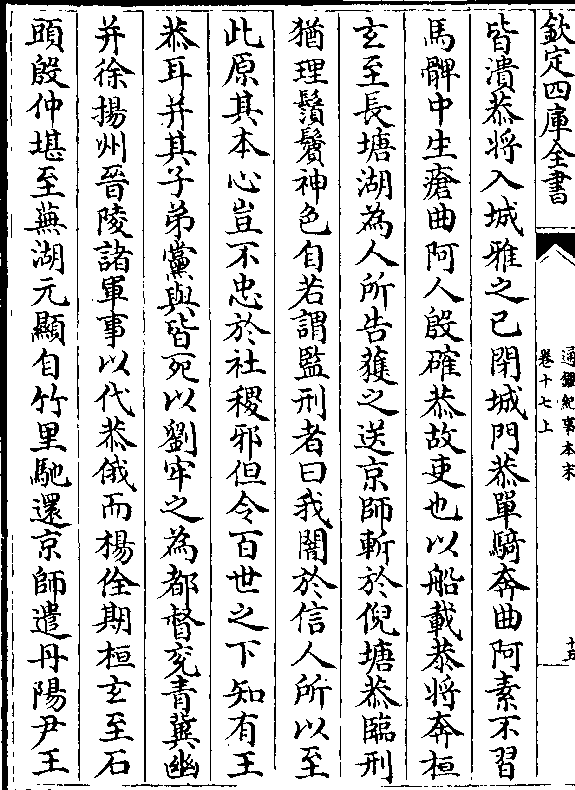 欽定四庫全書
通鑑紀事本末
卷十七上
十五
皆潰恭將入城雅之已閉城門恭單騎奔曲阿素不習
馬髀中生瘡曲阿人殷確恭故吏也以船載恭將奔桓
玄至長塘湖為人所告獲之送京師斬於倪塘恭臨刑
猶理鬚鬢神色自若謂監刑者曰我闇於信人所以至
此原其本心豈不忠於社稷邪但令百世之下知有王
恭耳并其子弟黨與皆死以劉牢之為都督兖青冀幽
并徐揚州晉陵諸軍事以代恭俄而楊佺期桓玄至石
頭殷仲堪至蕪湖元顯自竹里馳還京師遣丹陽尹王